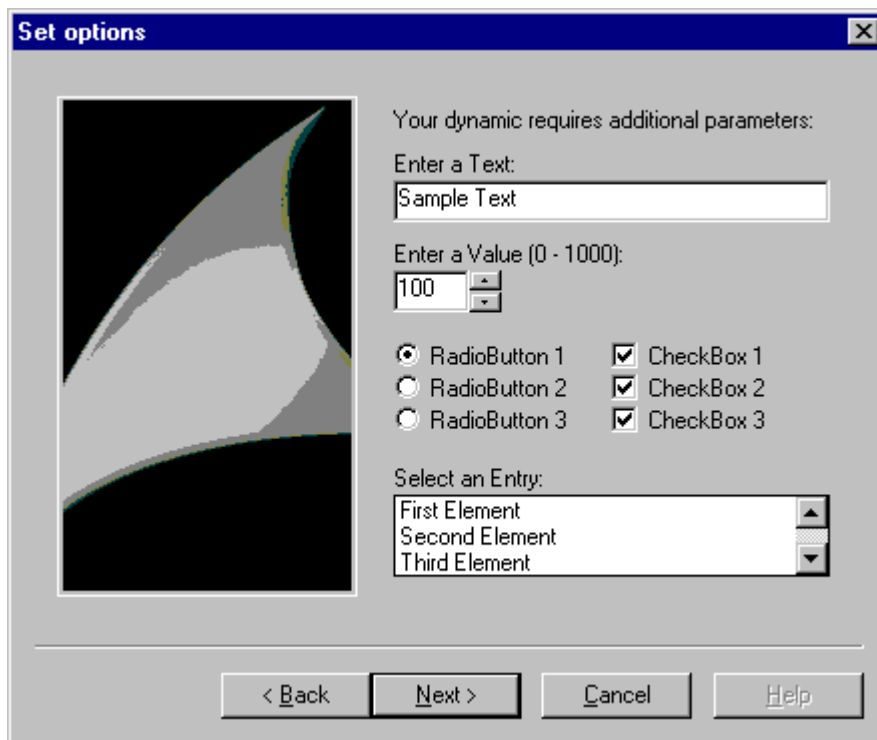 Set options
Your dynamic requires additional parameters:
Enter a Text:
Sample Text
Enter a Value (0 - 1000):
100
RadioButton 1 CheckBox 1
RadioButton 2 CheckBox 2
RadioButton 3 CheckBox 3
Select an Entry:
First Element
Second Element
Third Element
< Back Next > Cancel Help